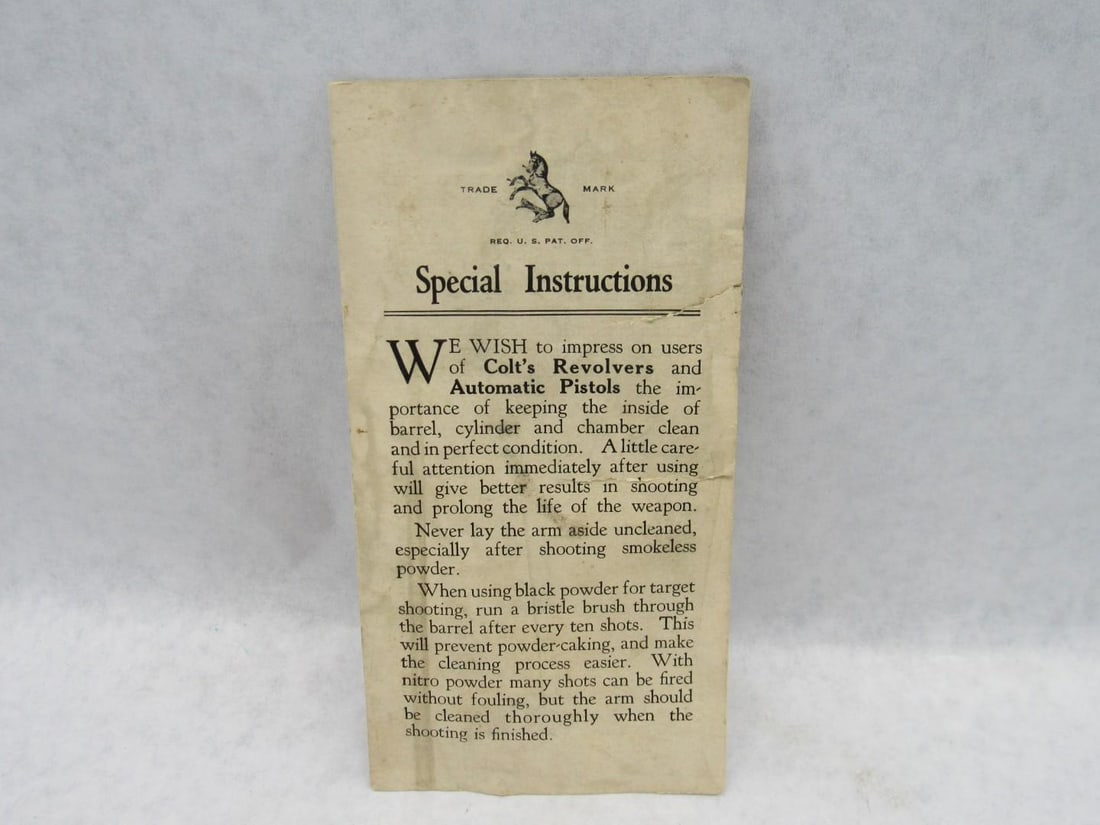 TRADE MARK
REG. U. S. PAT. OFF.
Special Instructions
WE WISH to impress on users
of Colt's Revolvers and
Automatic Pistols the im-
portance of keeping the inside of
barrel, cylinder and chamber clean
and in perfect condition. A little care-
ful attention immediately after using
will give better results in shooting
and prolong the life of the weapon.
Never lay the arm aside uncleaned,
especially after shooting smokeless
powder.
When using black powder for target
shooting, run a bristle brush through
the barrel after every ten shots. This
will prevent powder-caking, and make
the cleaning process easier. With
nitro powder many shots can be fired
without fouling, but the arm should
be cleaned thoroughly when the
shooting is finished.